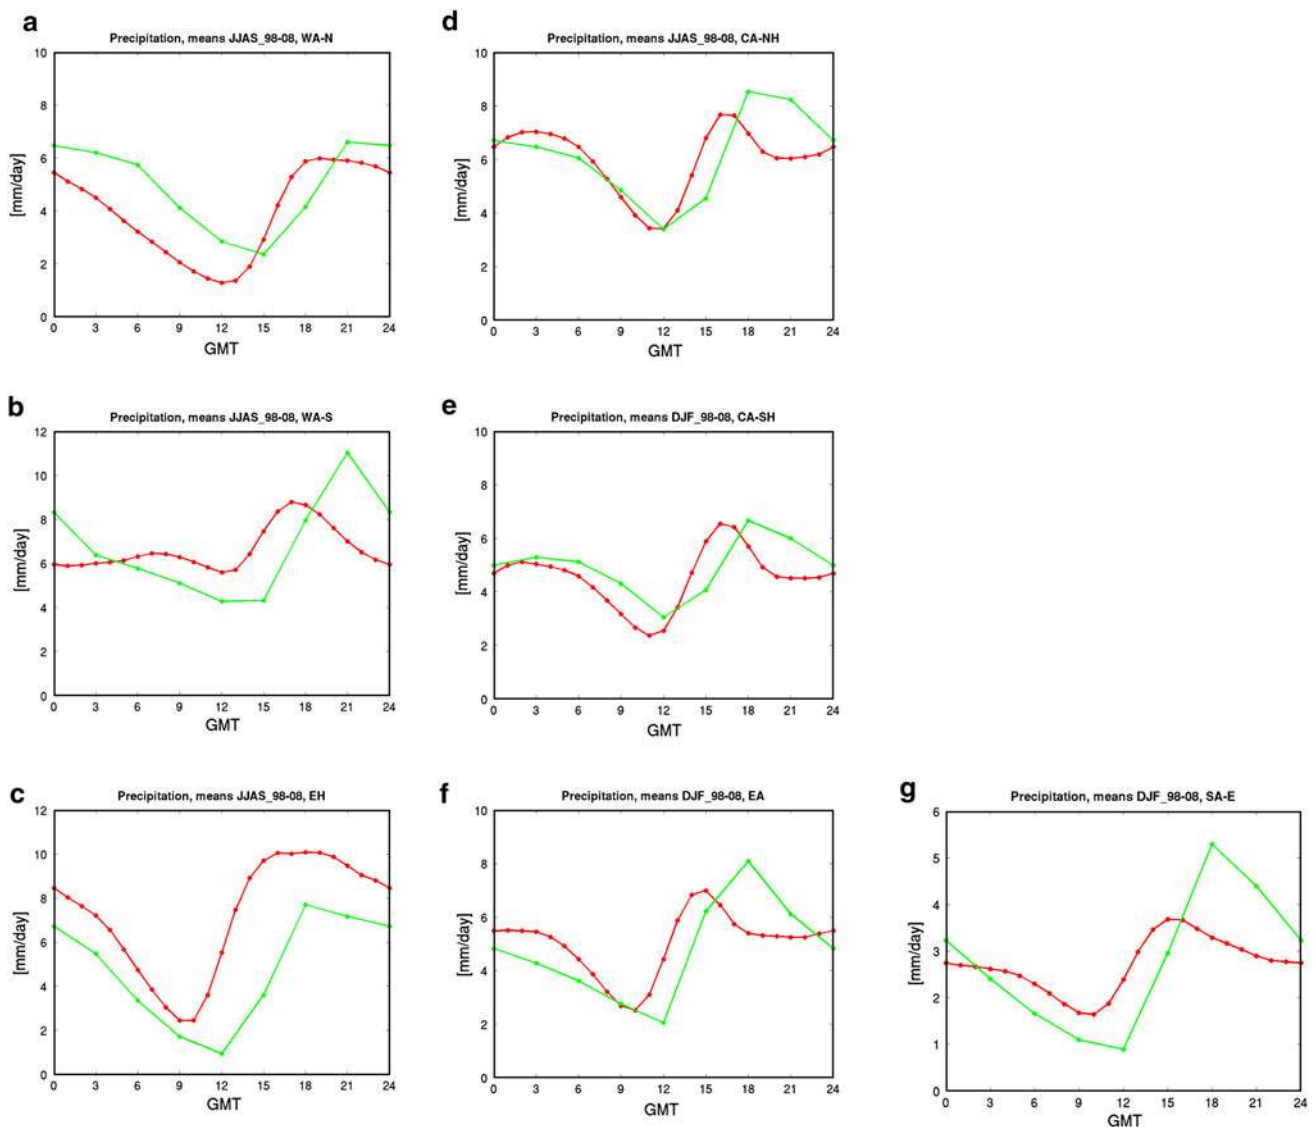 a
Precipitation, means JJAS_98-08, WA-N
10
8
6
4
2
0
[mm/day]
0 3 6 9 12 15 18 21 24
GMT
d
Precipitation, means JJAS_98-08, CA-NH
10
8
6
4
2
0
[mm/day]
0 3 6 9 12 15 18 21 24
GMT
b
Precipitation, means JJAS_98-08, WA-S
12
10
8
6
4
2
0
[mm/day]
0 3 6 9 12 15 18 21 24
GMT
e
Precipitation, means DJF_98-08, CA-SH
10
8
6
4
2
0
[mm/day]
0 3 6 9 12 15 18 21 24
GMT
c
Precipitation, means JJAS_98-08, EH
12
10
8
6
4
2
0
[mm/day]
0 3 6 9 12 15 18 21 24
GMT
f
Precipitation, means DJF_98-08, EA
10
8
6
4
2
0
[mm/day]
0 3 6 9 12 15 18 21 24
GMT
g
Precipitation, means DJF_98-08, SA-E
6
5
4
3
2
1
0
[mm/day]
0 3 6 9 12 15 18 21 24
GMT